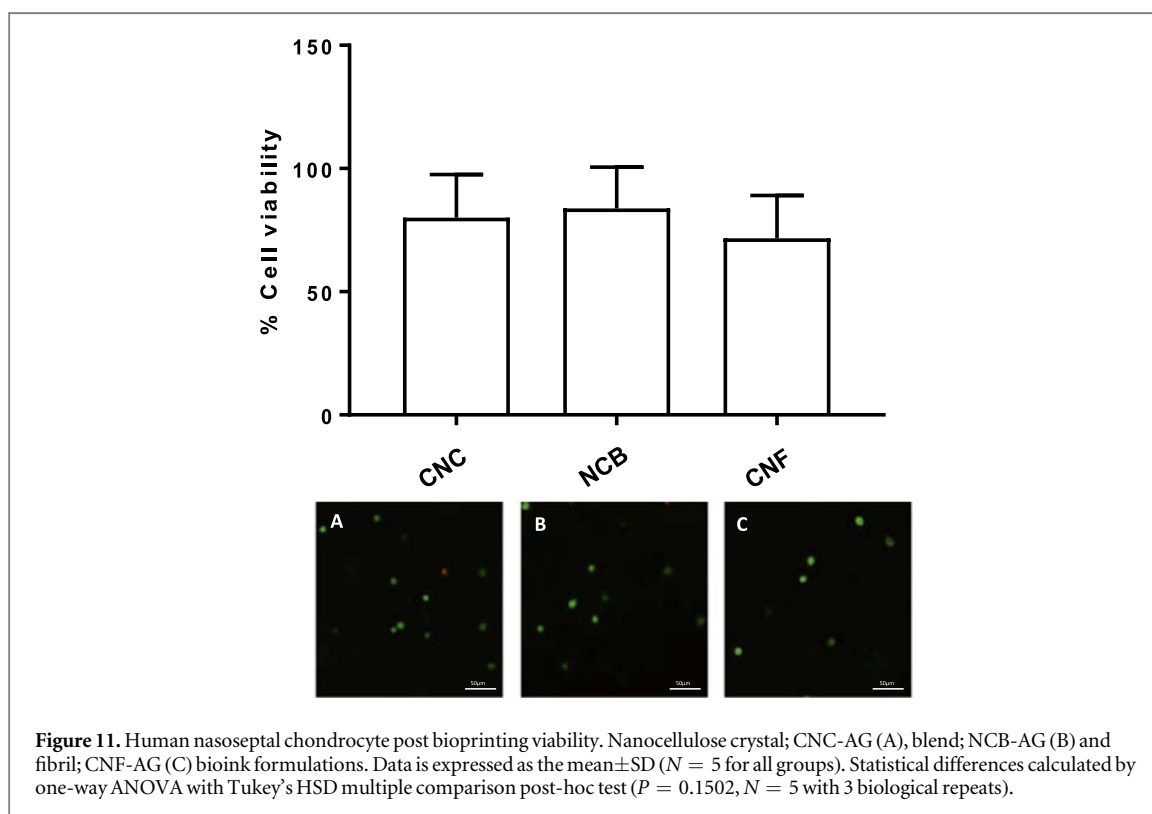 150
100
50
0
% Cell viability
CNC
NCB
CNF
A
B
C
50µm
50µm
50µm
Figure 11. Human nasoseptal chondrocyte post bioprinting viability. Nanocellulose crystal; CNC-AG (A), blend; NCB-AG (B) and
fibril; CNF-AG (C) bioink formulations. Data is expressed as the mean±SD (N = 5 for all groups). Statistical differences calculated by
one-way ANOVA with Tukey’s HSD multiple comparison post-hoc test (P = 0.1502, N = 5 with 3 biological repeats).